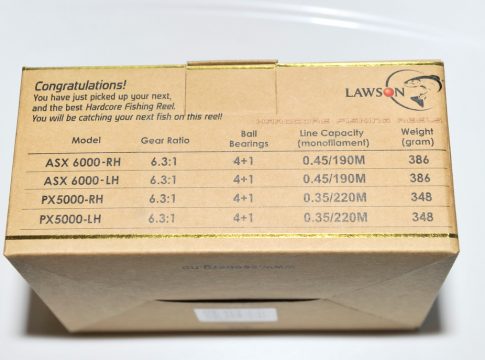 Congratulations!
You have just picked up your next,
and the best Hardcore Fishing Reel.
You will be catching your next fish on this reel!
LAWSON
HARDCORE FISHING REELS
Model Gear Ratio Ball Bearings Line Capacity (monofilament) Weight (gram)
ASX 6000-RH 6.3:1 4+1 0.45/190M 386
ASX 6000-LH 6.3:1 4+1 0.45/190M 386
PX5000-RH 6.3:1 4+1 0.35/220M 348
PX5000-LH 6.3:1 4+1 0.35/220M 348